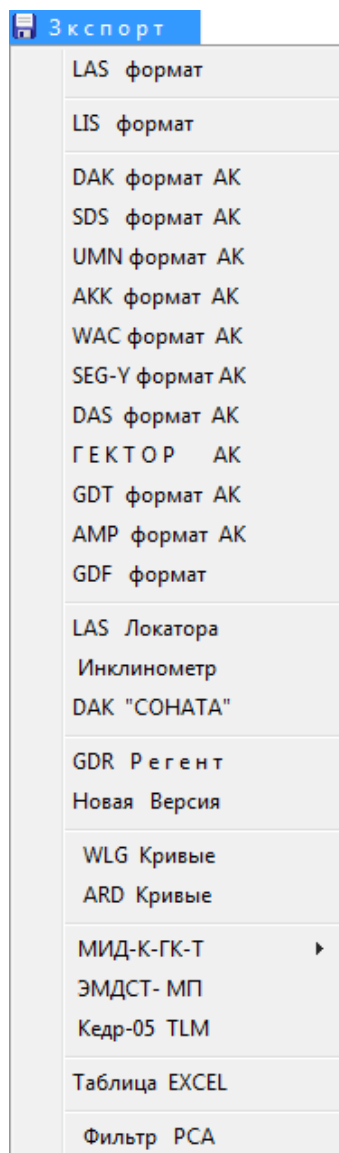 Экспорт
LAS формат
LIS формат
DAK формат АК
SDS формат АК
UMN формат АК
АКК формат АК
WAC формат АК
SEG-Y формат АК
DAS формат АК
ГЕКТОР АК
GDT формат АК
AMP формат АК
GDF формат
LAS Локатора
Инклинометр
DAK "СОНАТА"
GDR Регент
Новая Версия
WLG Кривые
ARD Кривые
МИД-К-ГК-Т
ЭМДСТ- МП
Кедр-05 TLM
Таблица EXCEL
Фильтр РСА